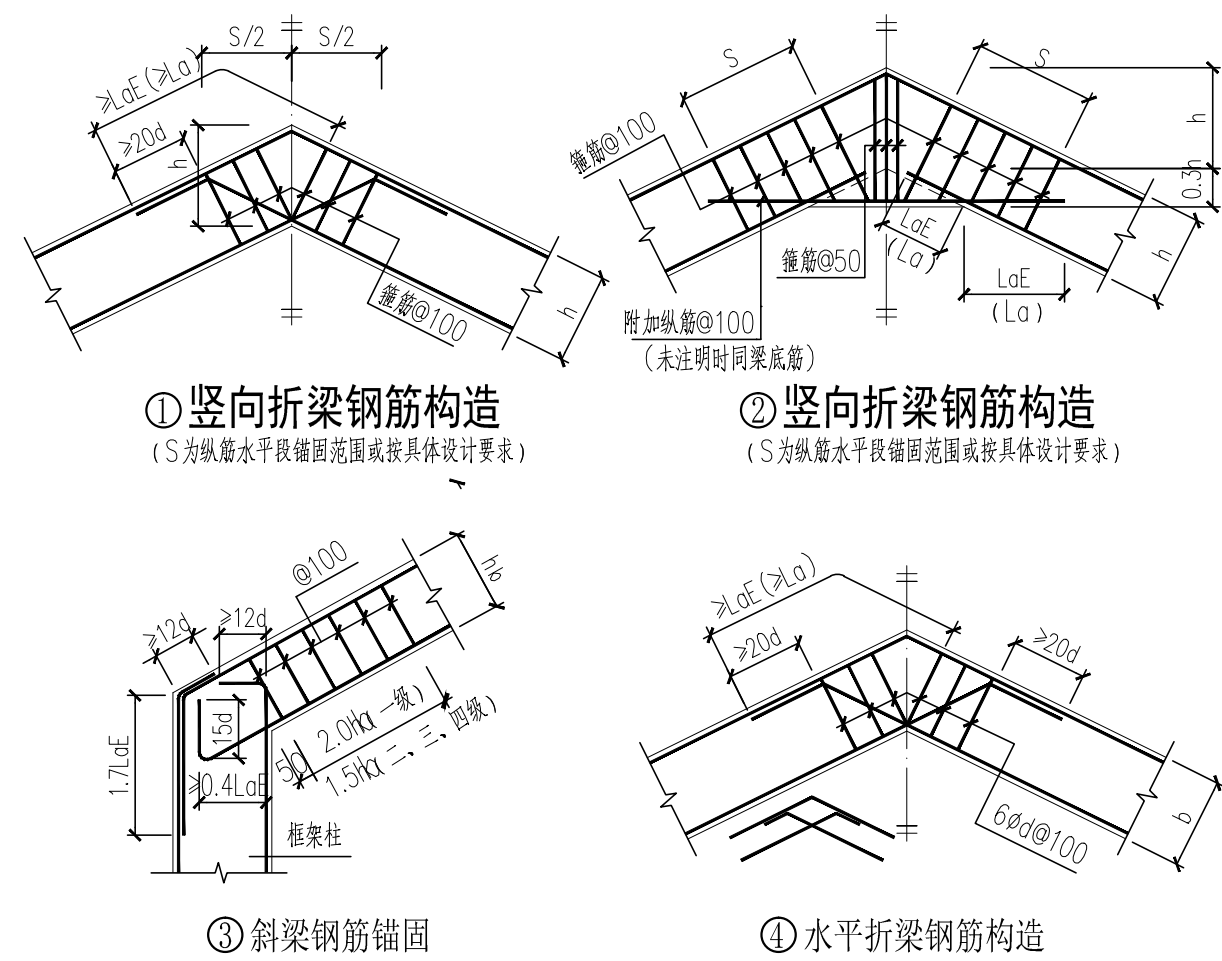 S/2
S/2
≥LaE(≥La)
≥20d
h
箍筋@100
h
①竖向折梁钢筋构造
(S为纵筋水平段锚固范围或按具体设计要求)
S
S
h
0.3h
箍筋@100
LaE
(La)
箍筋@50
h
LaE
(La)
附加纵筋@100
(未注明时同梁底筋)
②竖向折梁钢筋构造
(S为纵筋水平段锚固范围或按具体设计要求)
@100
hb
≥12d
≥12d
15d
1.7LaE
≥0.4LaE
50
2.0h(一级)
1.5h(二、三、四级)
框架柱
③斜梁钢筋锚固
≥LaE(≥La)
≥20d
≥20d
b
6ød@100
④水平折梁钢筋构造